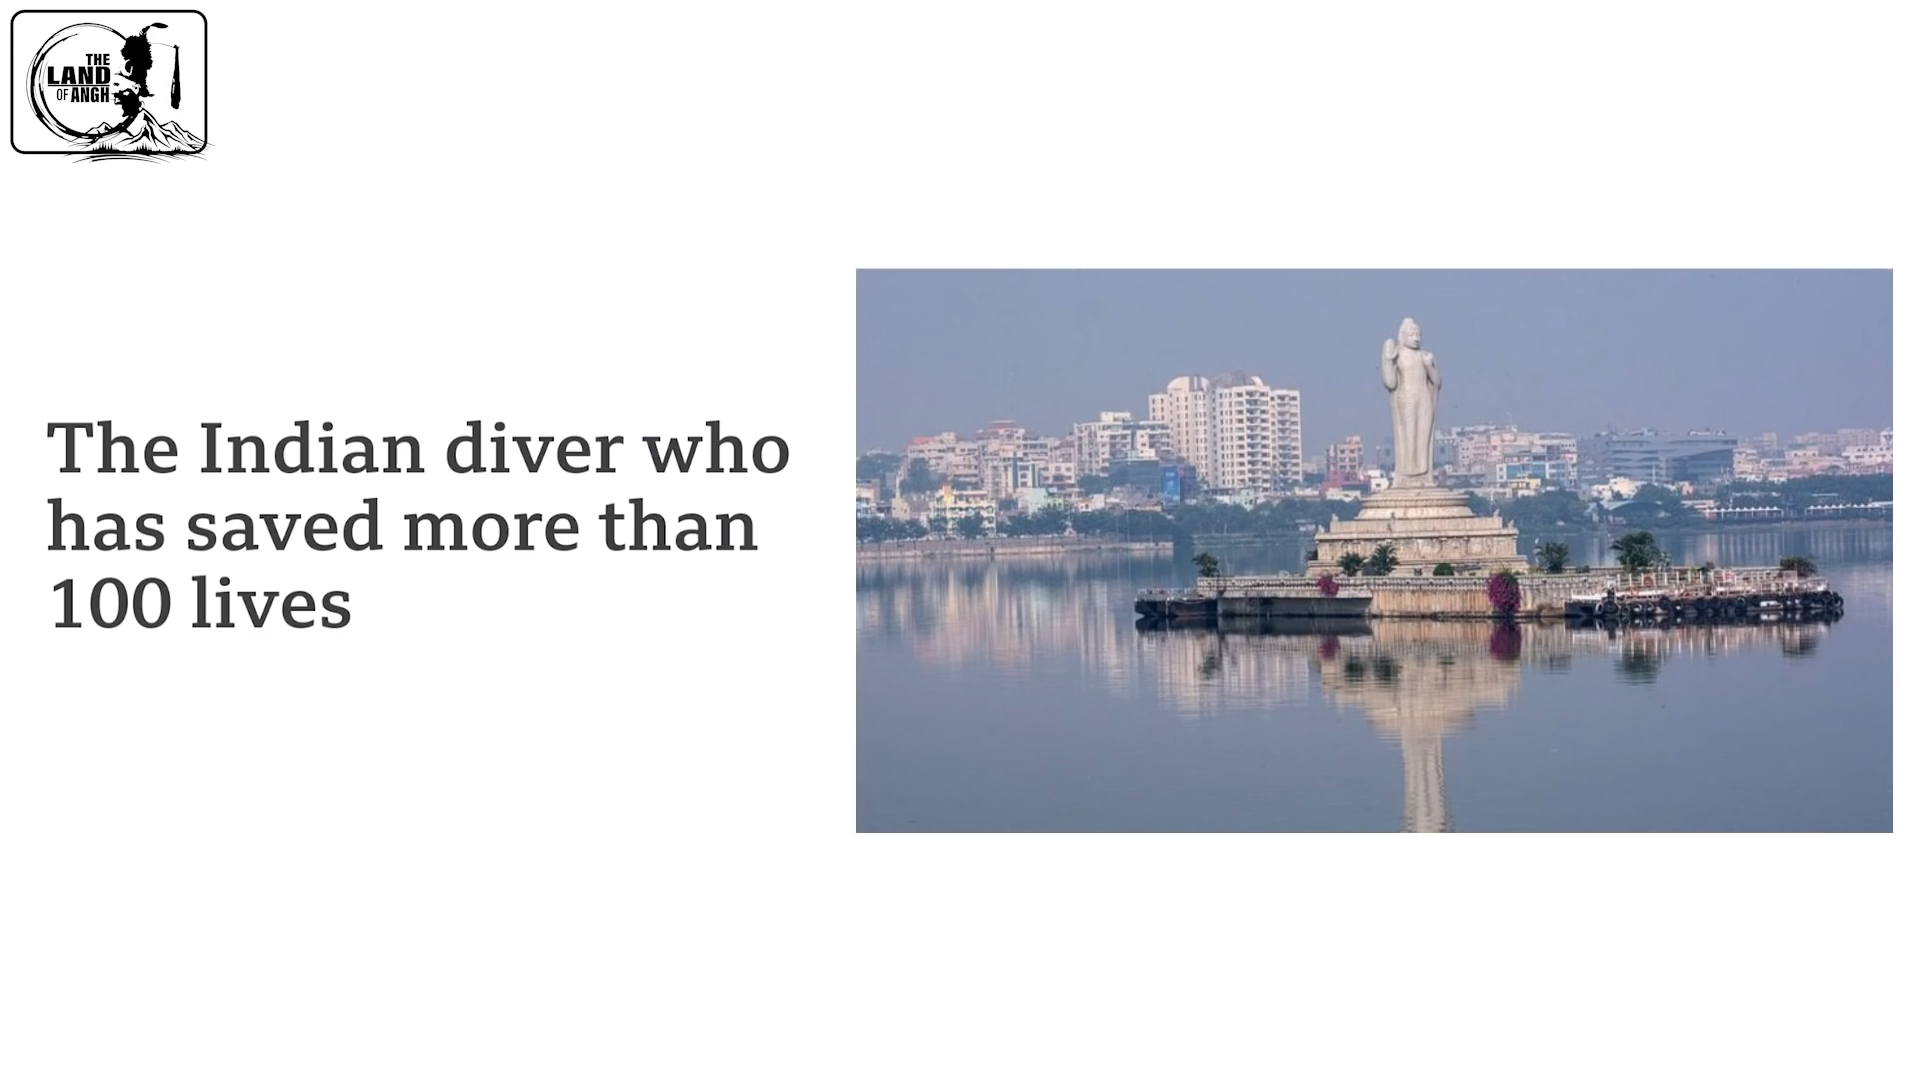 THE
LAND
OF ANGH
The Indian diver who
has saved more than
100 lives